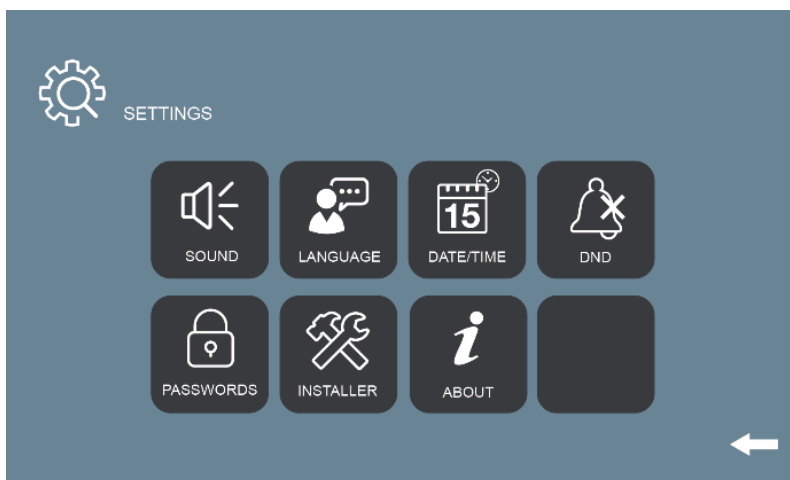 SETTINGS
15
SOUND
LANGUAGE
DATE/TIME
DND
PASSWORDS
INSTALLER
i
ABOUT